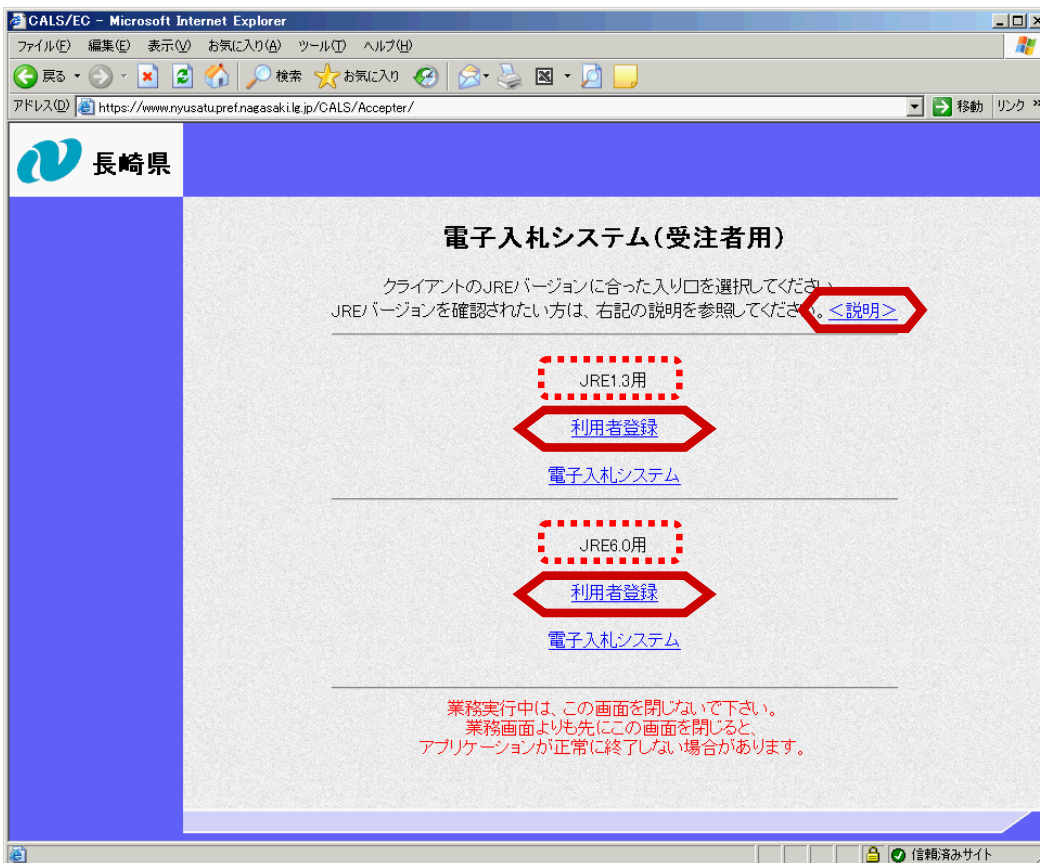 CALS/EC - Microsoft Internet Explorer
ファイル(F) 編集(E) 表示(V) お気に入り(A) ツール(T) ヘルプ(H)
戻る 検索 お気に入り
アドレス(D) https://www.nyusatu.pref.nagasaki.lg.jp/CALS/Accepter/ 移動 リンク »
長崎県
電子入札システム(受注者用)
クライアントのJREバージョンに合った入り口を選択してください
JREバージョンを確認されたい方は、右記の説明を参照してください。<説明>
JRE1.3用
利用者登録
電子入札システム
JRE6.0用
利用者登録
電子入札システム
業務実行中は、この画面を閉じないで下さい。
業務画面よりも先にこの画面を閉じると、
アプリケーションが正常に終了しない場合があります。
信頼済みサイト